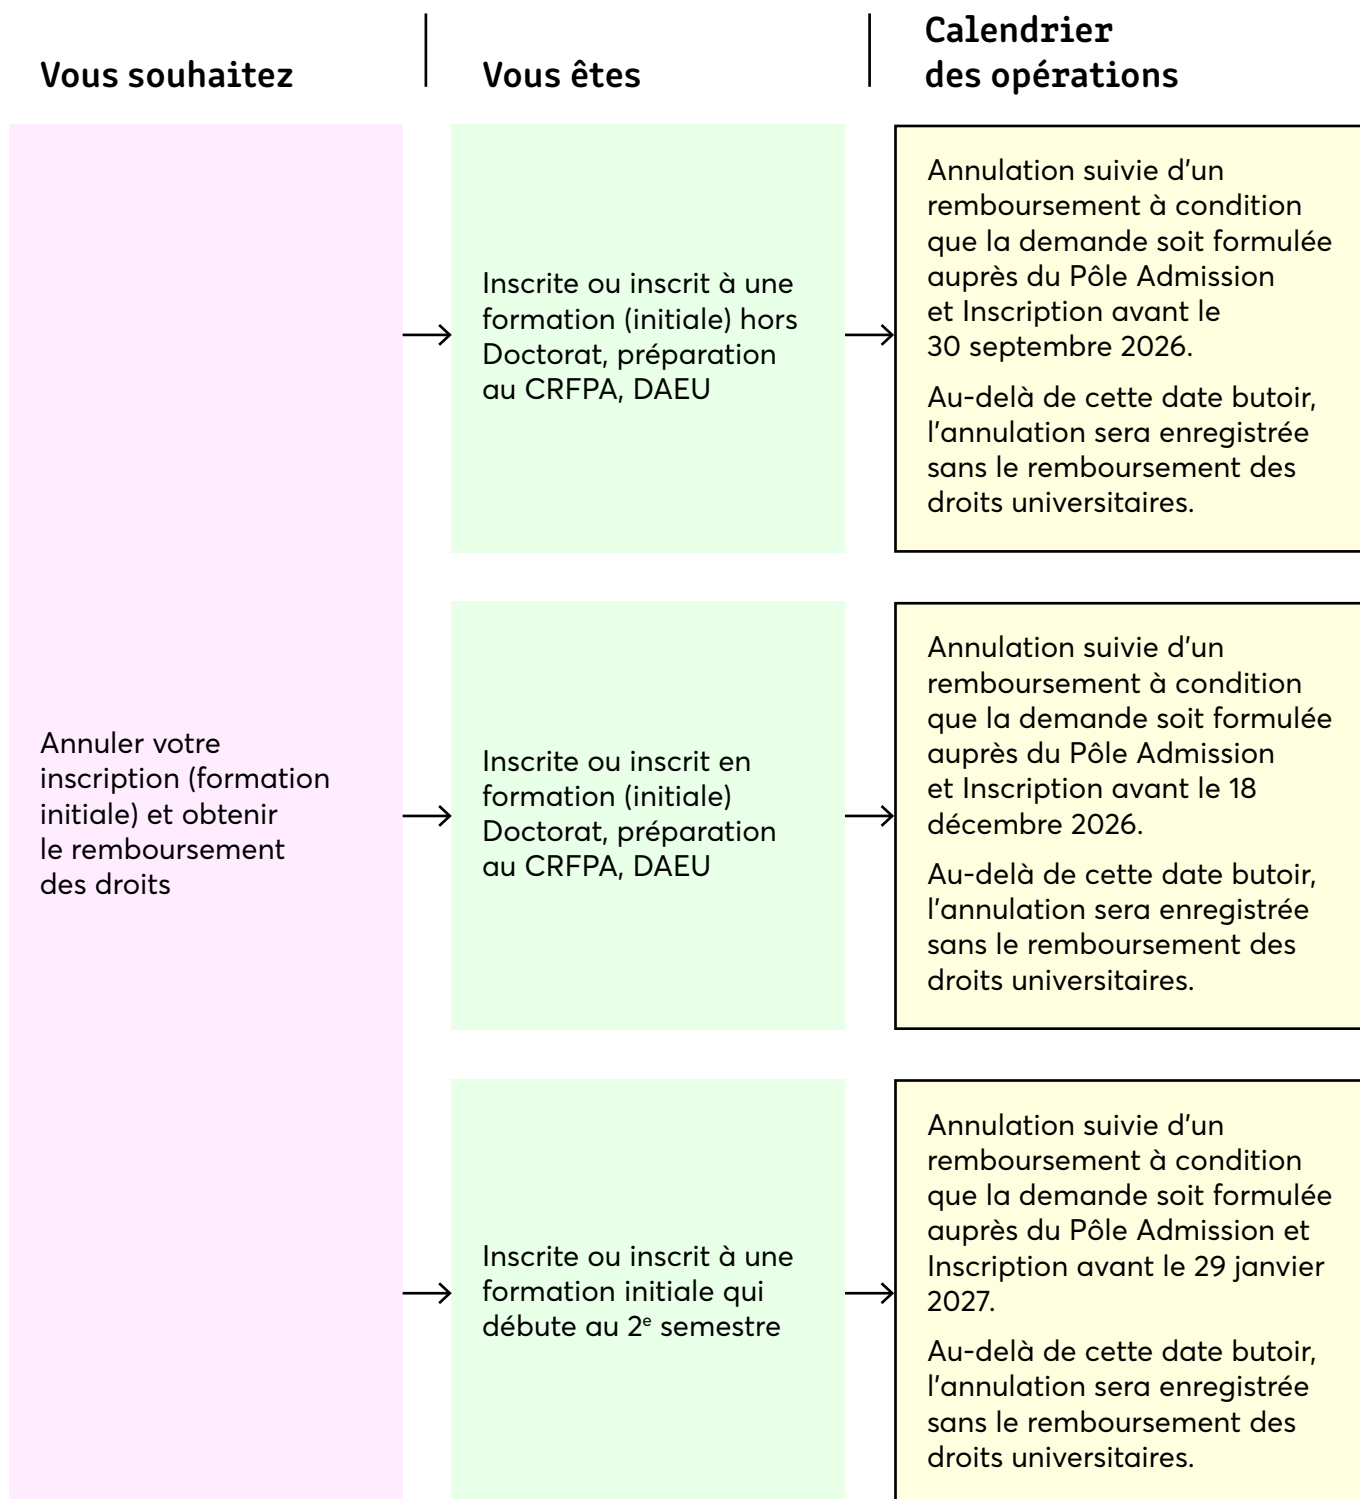 Vous souhaitez
Vous êtes
Calendrier
des opérations
Annuler votre
inscription (formation
initiale) et obtenir
le remboursement
des droits
Inscrite ou inscrit à une
formation (initiale) hors
Doctorat, préparation
au CRFPA, DAEU
Annulation suivie d'un
remboursement à condition
que la demande soit formulée
auprès du Pôle Admission
et Inscription avant le
30 septembre 2026.
Au-delà de cette date butoir,
l'annulation sera enregistrée
sans le remboursement des
droits universitaires.
Inscrite ou inscrit en
formation (initiale)
Doctorat, préparation
au CRFPA, DAEU
Annulation suivie d'un
remboursement à condition
que la demande soit formulée
auprès du Pôle Admission
et Inscription avant le 18
décembre 2026.
Au-delà de cette date butoir,
l'annulation sera enregistrée
sans le remboursement des
droits universitaires.
Inscrite ou inscrit à une
formation initiale qui
débute au 2e semestre
Annulation suivie d'un
remboursement à condition
que la demande soit formulée
auprès du Pôle Admission et
Inscription avant le 29 janvier
2027.
Au-delà de cette date butoir,
l'annulation sera enregistrée
sans le remboursement des
droits universitaires.